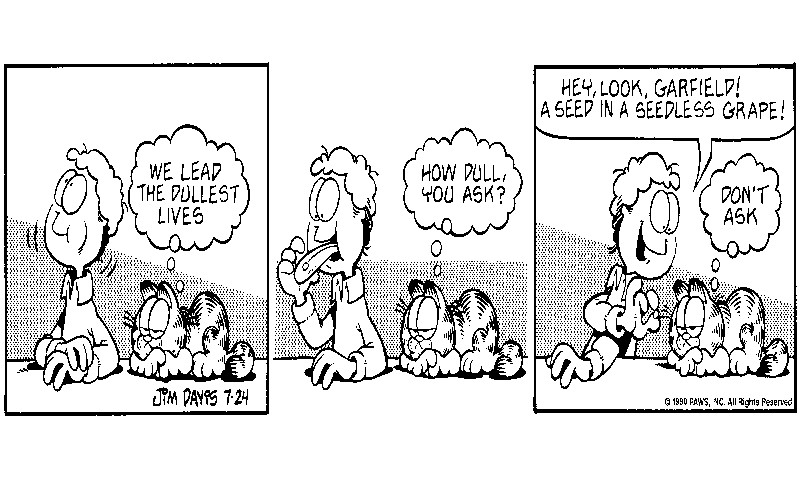 WE LEAD
THE DULLEST
LIVES
JIM DAVIS 7-24
HOW DULL,
YOU ASK?
HEY, LOOK, GARFIELD!
A SEED IN A SEEDLESS GRAPE!
DON'T
ASK
© 1990 PAWS, INC. All Rights Reserved